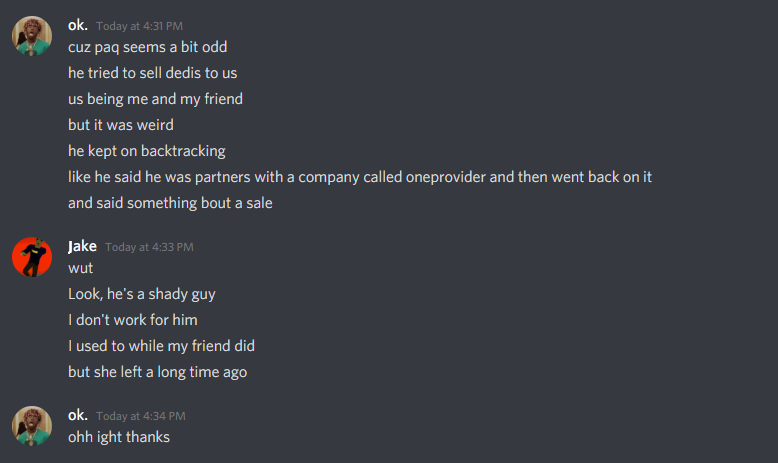 ok. Today at 4:31 PM
cuz paq seems a bit odd
he tried to sell dedis to us
us being me and my friend
but it was weird
he kept on backtracking
like he said he was partners with a company called oneprovider and then went back on it
and said something bout a sale
Jake Today at 4:33 PM
wut
Look, he's a shady guy
I don't work for him
I used to while my friend did
but she left a long time ago
ok. Today at 4:34 PM
ohh ight thanks